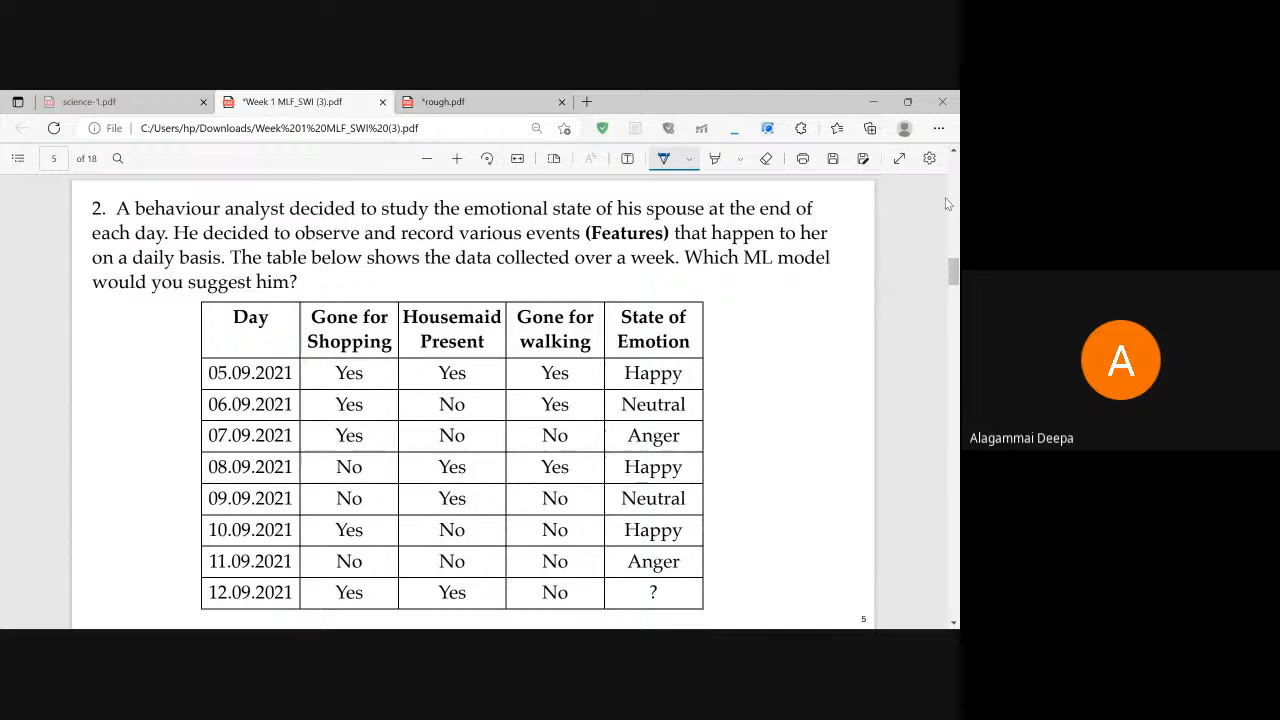 science-1.pdf
*Week 1 MLF_SWI (3).pdf
*rough.pdf
File
C:/Users/hp/Downloads/Week%201%20MLF_SWI%20(3).pdf
5 of 18
2. A behaviour analyst decided to study the emotional state of his spouse at the end of
each day. He decided to observe and record various events (Features) that happen to her
on a daily basis. The table below shows the data collected over a week. Which ML model
would you suggest him?
Day Gone for Shopping Housemaid Present Gone for walking State of Emotion
05.09.2021 Yes Yes Yes Happy
06.09.2021 Yes No Yes Neutral
07.09.2021 Yes No No Anger
08.09.2021 No Yes Yes Happy
09.09.2021 No Yes No Neutral
10.09.2021 Yes No No Happy
11.09.2021 No No No Anger
12.09.2021 Yes Yes No ?
5
A
Alagammai Deepa